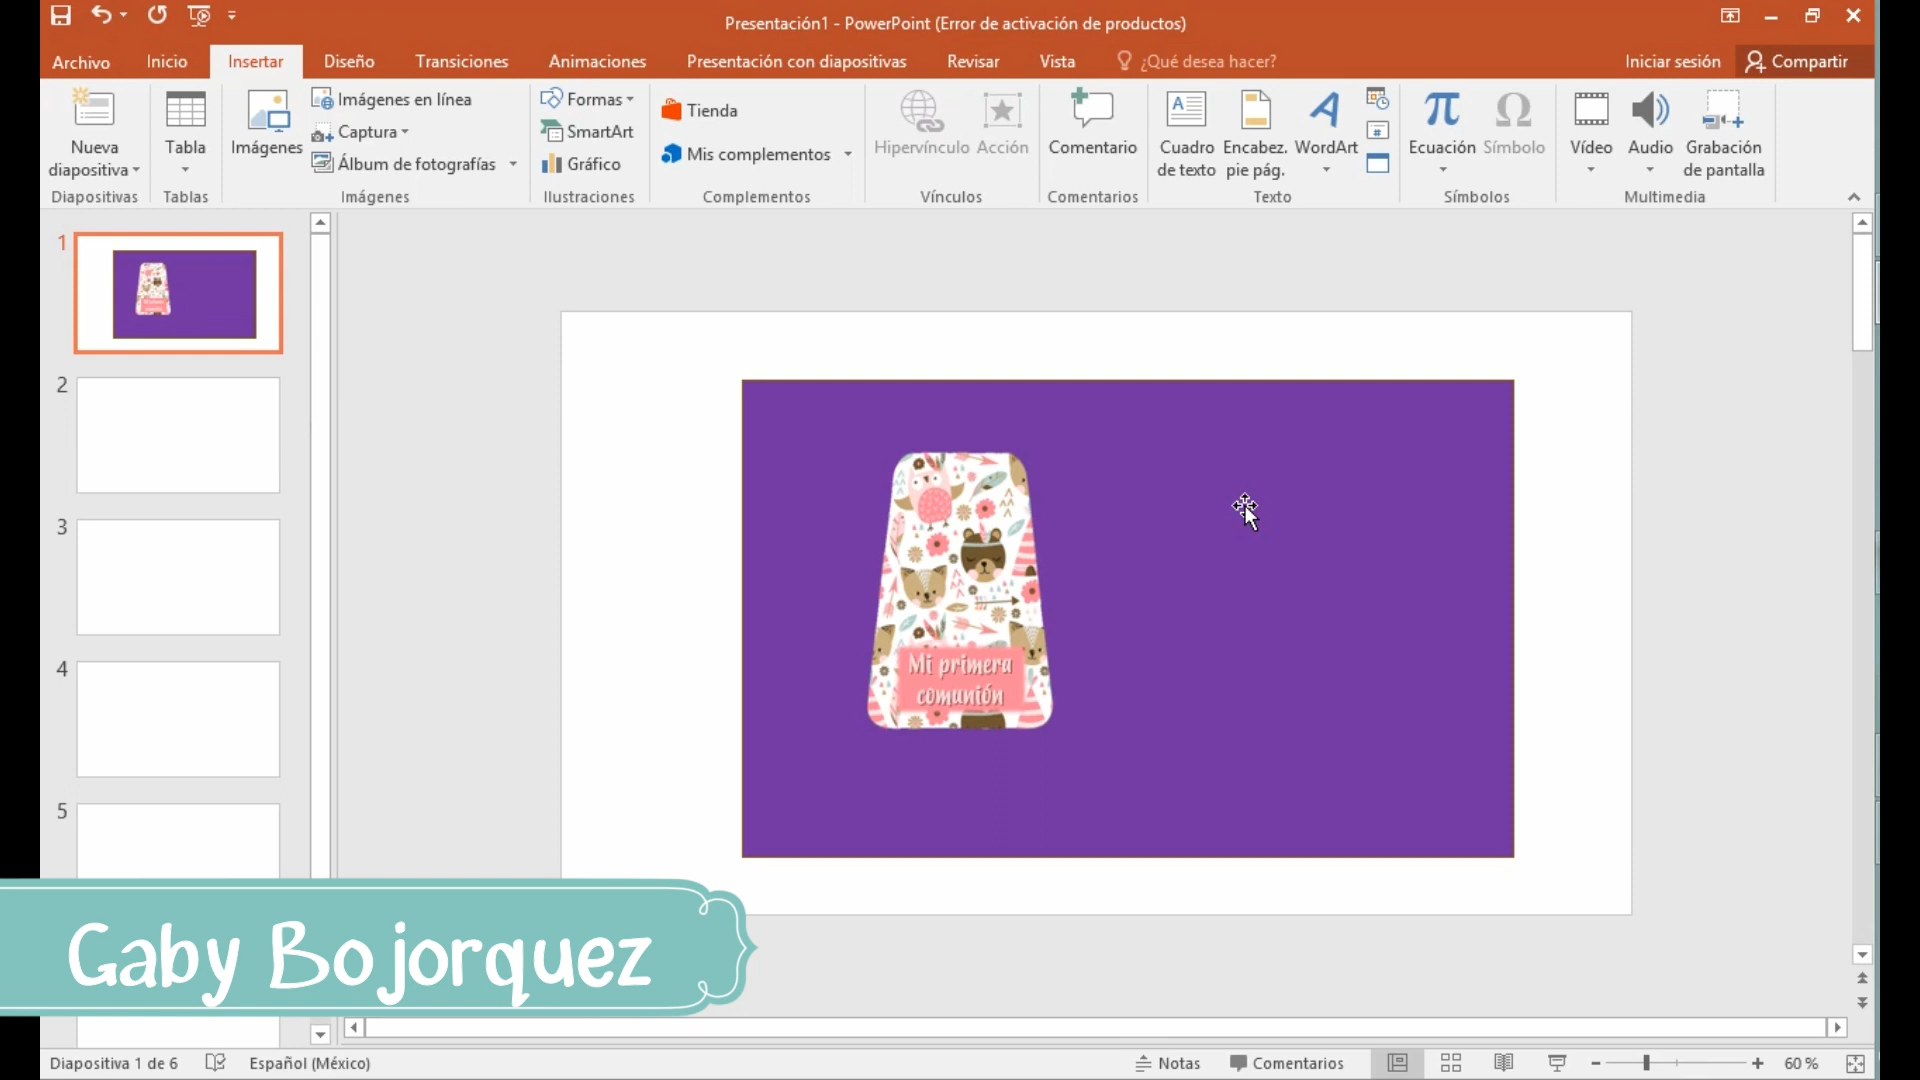 Presentación1 - PowerPoint (Error de activación de productos)
Archivo Inicio Insertar Diseño Transiciones Animaciones Presentación con diapositivas Revisar Vista ¿Qué desea hacer? Iniciar sesión Compartir
Nueva diapositiva
Diapositivas
Tabla
Tablas
Imágenes
Imágenes en línea
Captura
Álbum de fotografías
Imágenes
Formas
SmartArt
Gráfico
Ilustraciones
Tienda
Mis complementos
Complementos
Hipervínculo Acción
Vínculos
Comentario
Comentarios
Cuadro de texto
Encabez. pie pág.
WordArt
Texto
Ecuación Símbolo
Símbolos
Vídeo Audio
Grabación de pantalla
Multimedia
1
2
3
4
5
Mi primera
comunión
Gaby Bojorquez
Diapositiva 1 de 6 Español (México) Notas Comentarios 60 %